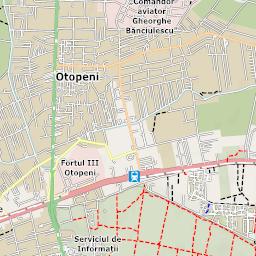 Comandor
aviator
Gheorghe
Bănciulescu
Otopeni
Fortul III
Otopeni
Serviciul de
Informații